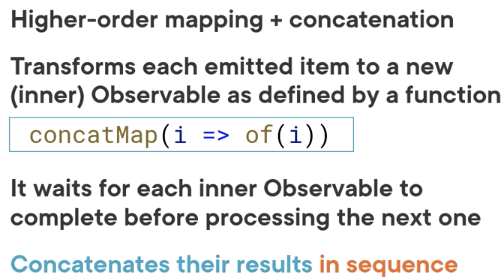 Higher-order mapping + concatenation
Transforms each emitted item to a new
(inner) Observable as defined by a function
concatMap(i => of(i))
It waits for each inner Observable to
complete before processing the next one
Concatenates their results in sequence